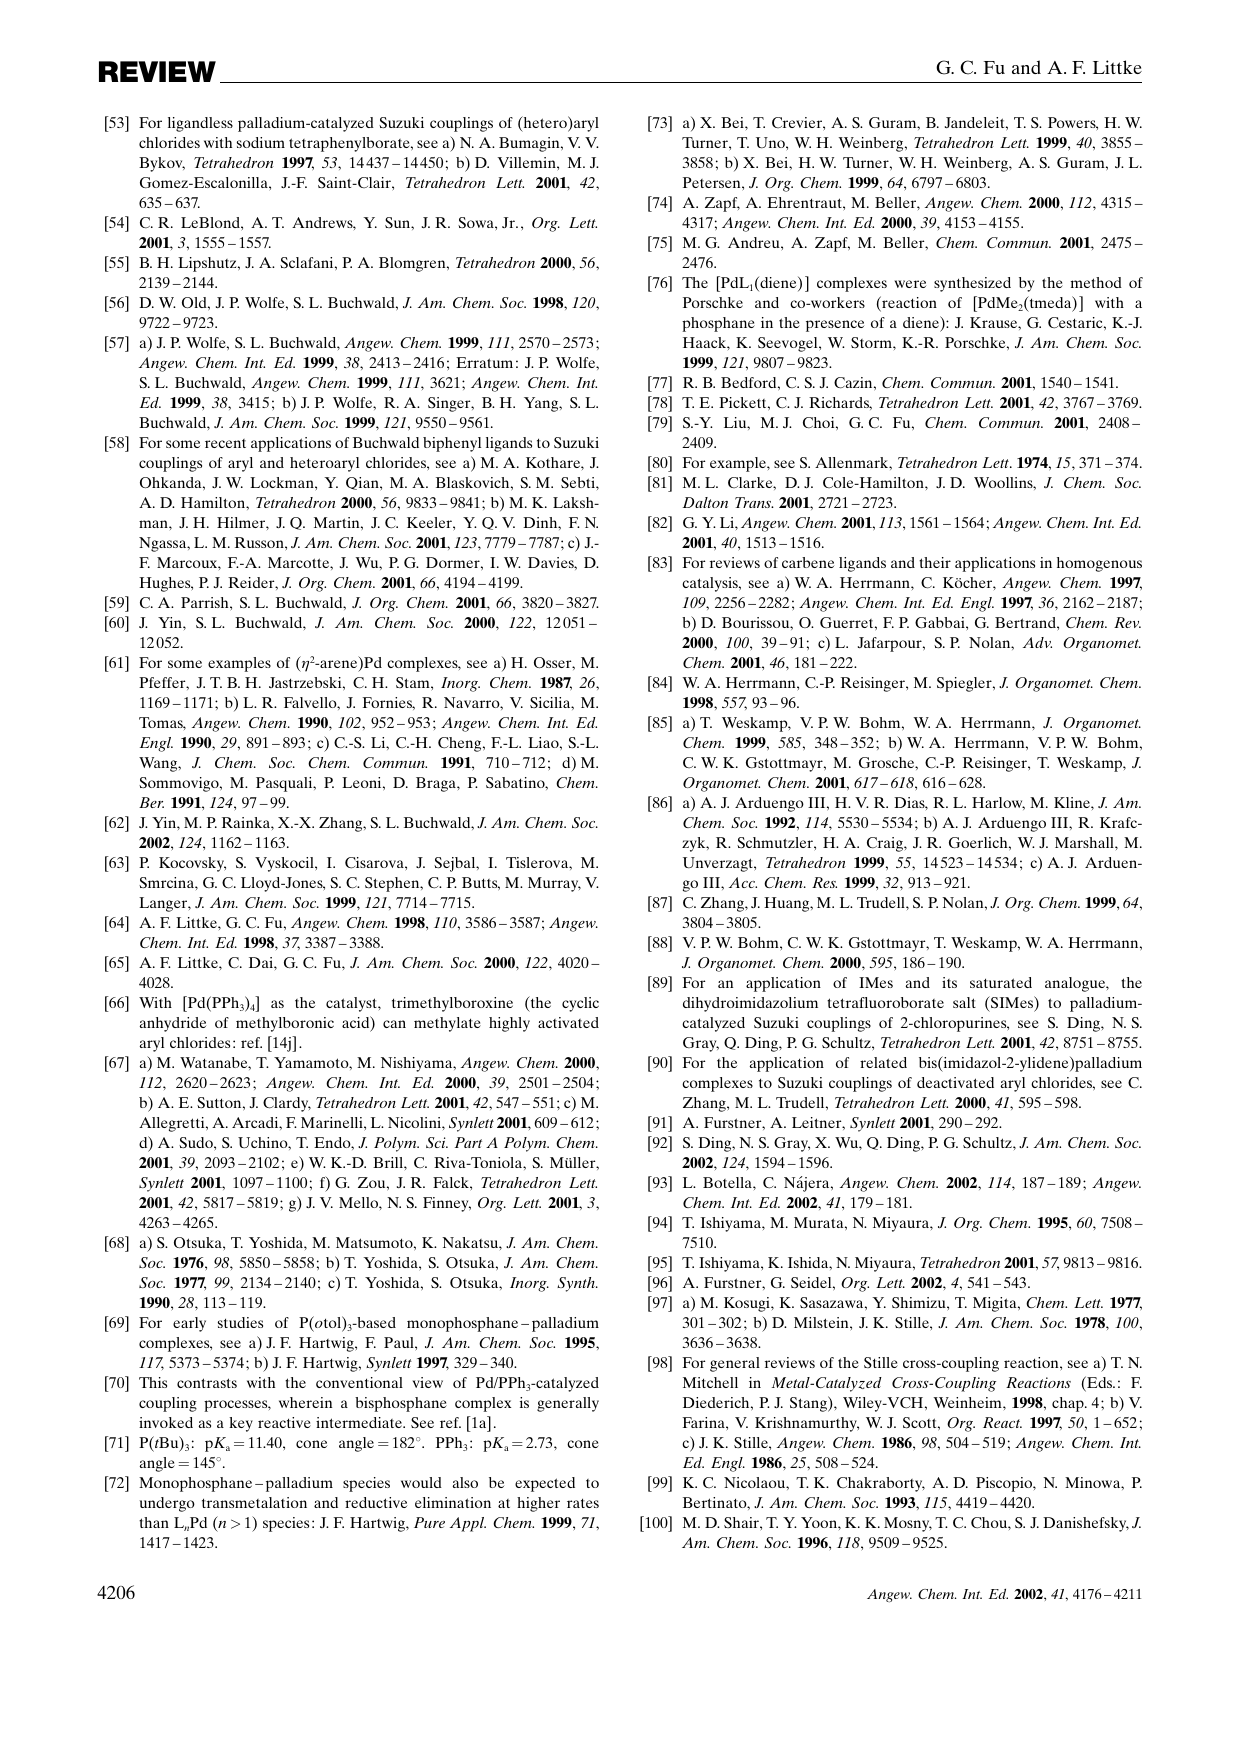 REVIEW
G. C. Fu and A. F. Littke
[53] For ligandless palladium-catalyzed Suzuki couplings of (hetero)aryl
chlorides with sodium tetraphenylborate, see a) N. A. Bumagin, V. V.
Bykov, Tetrahedron 1997, 53, 14437–14450; b) D. Villemin, M. J.
Gomez-Escalonilla, J.-F. Saint-Clair, Tetrahedron Lett. 2001, 42,
635–637.
[54] C. R. LeBlond, A. T. Andrews, Y. Sun, J. R. Sowa, Jr., Org. Lett.
2001, 3, 1555–1557.
[55] B. H. Lipshutz, J. A. Sclafani, P. A. Blomgren, Tetrahedron 2000, 56,
2139–2144.
[56] D. W. Old, J. P. Wolfe, S. L. Buchwald, J. Am. Chem. Soc. 1998, 120,
9722–9723.
[57] a) J. P. Wolfe, S. L. Buchwald, Angew. Chem. 1999, 111, 2570–2573;
Angew. Chem. Int. Ed. 1999, 38, 2413–2416; Erratum: J. P. Wolfe,
S. L. Buchwald, Angew. Chem. 1999, 111, 3621; Angew. Chem. Int.
Ed. 1999, 38, 3415; b) J. P. Wolfe, R. A. Singer, B. H. Yang, S. L.
Buchwald, J. Am. Chem. Soc. 1999, 121, 9550–9561.
[58] For some recent applications of Buchwald biphenyl ligands to Suzuki
couplings of aryl and heteroaryl chlorides, see a) M. A. Kothare, J.
Ohkanda, J. W. Lockman, Y. Qian, M. A. Blaskovich, S. M. Sebti,
A. D. Hamilton, Tetrahedron 2000, 56, 9833–9841; b) M. K. Laksh-
man, J. H. Hilmer, J. Q. Martin, J. C. Keeler, Y. Q. V. Dinh, F. N.
Ngassa, L. M. Russon, J. Am. Chem. Soc. 2001, 123, 7779–7787; c) J.-
F. Marcoux, F.-A. Marcotte, J. Wu, P. G. Dormer, I. W. Davies, D.
Hughes, P. J. Reider, J. Org. Chem. 2001, 66, 4194–4199.
[59] C. A. Parrish, S. L. Buchwald, J. Org. Chem. 2001, 66, 3820–3827.
[60] J. Yin, S. L. Buchwald, J. Am. Chem. Soc. 2000, 122, 12051–
12052.
[61] For some examples of (η²-arene)Pd complexes, see a) H. Osser, M.
Pfeffer, J. T. B. H. Jastrzebski, C. H. Stam, Inorg. Chem. 1987, 26,
1169–1171; b) L. R. Falvello, J. Fornies, R. Navarro, V. Sicilia, M.
Tomas, Angew. Chem. 1990, 102, 952–953; Angew. Chem. Int. Ed.
Engl. 1990, 29, 891–893; c) C.-S. Li, C.-H. Cheng, F.-L. Liao, S.-L.
Wang, J. Chem. Soc. Chem. Commun. 1991, 710–712; d) M.
Sommovigo, M. Pasquali, P. Leoni, D. Braga, P. Sabatino, Chem.
Ber. 1991, 124, 97–99.
[62] J. Yin, M. P. Rainka, X.-X. Zhang, S. L. Buchwald, J. Am. Chem. Soc.
2002, 124, 1162–1163.
[63] P. Kocovsky, S. Vyskocil, I. Cisarova, J. Sejbal, I. Tislerova, M.
Smrcina, G. C. Lloyd-Jones, S. C. Stephen, C. P. Butts, M. Murray, V.
Langer, J. Am. Chem. Soc. 1999, 121, 7714–7715.
[64] A. F. Littke, G. C. Fu, Angew. Chem. 1998, 110, 3586–3587; Angew.
Chem. Int. Ed. 1998, 37, 3387–3388.
[65] A. F. Littke, C. Dai, G. C. Fu, J. Am. Chem. Soc. 2000, 122, 4020–
4028.
[66] With [Pd(PPh₃)₄] as the catalyst, trimethylboroxine (the cyclic
anhydride of methylboronic acid) can methylate highly activated
aryl chlorides: ref. [14j].
[67] a) M. Watanabe, T. Yamamoto, M. Nishiyama, Angew. Chem. 2000,
112, 2620–2623; Angew. Chem. Int. Ed. 2000, 39, 2501–2504;
b) A. E. Sutton, J. Clardy, Tetrahedron Lett. 2001, 42, 547–551; c) M.
Allegretti, A. Arcadi, F. Marinelli, L. Nicolini, Synlett 2001, 609–612;
d) A. Sudo, S. Uchino, T. Endo, J. Polym. Sci. Part A Polym. Chem.
2001, 39, 2093–2102; e) W. K.-D. Brill, C. Riva-Toniola, S. Müller,
Synlett 2001, 1097–1100; f) G. Zou, J. R. Falck, Tetrahedron Lett.
2001, 42, 5817–5819; g) J. V. Mello, N. S. Finney, Org. Lett. 2001, 3,
4263–4265.
[68] a) S. Otsuka, T. Yoshida, M. Matsumoto, K. Nakatsu, J. Am. Chem.
Soc. 1976, 98, 5850–5858; b) T. Yoshida, S. Otsuka, J. Am. Chem.
Soc. 1977, 99, 2134–2140; c) T. Yoshida, S. Otsuka, Inorg. Synth.
1990, 28, 113–119.
[69] For early studies of P(otol)₃-based monophosphane–palladium
complexes, see a) J. F. Hartwig, F. Paul, J. Am. Chem. Soc. 1995,
117, 5373–5374; b) J. F. Hartwig, Synlett 1997, 329–340.
[70] This contrasts with the conventional view of Pd/PPh₃-catalyzed
coupling processes, wherein a bisphosphane complex is generally
invoked as a key reactive intermediate. See ref. [1a].
[71] P(tBu)₃: pKₐ = 11.40, cone angle = 182°. PPh₃: pKₐ = 2.73, cone
angle = 145°.
[72] Monophosphane–palladium species would also be expected to
undergo transmetalation and reductive elimination at higher rates
than LₙPd (n > 1) species: J. F. Hartwig, Pure Appl. Chem. 1999, 71,
1417–1423.
[73] a) X. Bei, T. Crevier, A. S. Guram, B. Jandeleit, T. S. Powers, H. W.
Turner, T. Uno, W. H. Weinberg, Tetrahedron Lett. 1999, 40, 3855–
3858; b) X. Bei, H. W. Turner, W. H. Weinberg, A. S. Guram, J. L.
Petersen, J. Org. Chem. 1999, 64, 6797–6803.
[74] A. Zapf, A. Ehrentraut, M. Beller, Angew. Chem. 2000, 112, 4315–
4317; Angew. Chem. Int. Ed. 2000, 39, 4153–4155.
[75] M. G. Andreu, A. Zapf, M. Beller, Chem. Commun. 2001, 2475–
2476.
[76] The [PdL₁(diene)] complexes were synthesized by the method of
Porschke and co-workers (reaction of [PdMe₂(tmeda)] with a
phosphane in the presence of a diene): J. Krause, G. Cestaric, K.-J.
Haack, K. Seevogel, W. Storm, K.-R. Porschke, J. Am. Chem. Soc.
1999, 121, 9807–9823.
[77] R. B. Bedford, C. S. J. Cazin, Chem. Commun. 2001, 1540–1541.
[78] T. E. Pickett, C. J. Richards, Tetrahedron Lett. 2001, 42, 3767–3769.
[79] S.-Y. Liu, M. J. Choi, G. C. Fu, Chem. Commun. 2001, 2408–
2409.
[80] For example, see S. Allenmark, Tetrahedron Lett. 1974, 15, 371–374.
[81] M. L. Clarke, D. J. Cole-Hamilton, J. D. Woollins, J. Chem. Soc.
Dalton Trans. 2001, 2721–2723.
[82] G. Y. Li, Angew. Chem. 2001, 113, 1561–1564; Angew. Chem. Int. Ed.
2001, 40, 1513–1516.
[83] For reviews of carbene ligands and their applications in homogenous
catalysis, see a) W. A. Herrmann, C. Köcher, Angew. Chem. 1997,
109, 2256–2282; Angew. Chem. Int. Ed. Engl. 1997, 36, 2162–2187;
b) D. Bourissou, O. Guerret, F. P. Gabbai, G. Bertrand, Chem. Rev.
2000, 100, 39–91; c) L. Jafarpour, S. P. Nolan, Adv. Organomet.
Chem. 2001, 46, 181–222.
[84] W. A. Herrmann, C.-P. Reisinger, M. Spiegler, J. Organomet. Chem.
1998, 557, 93–96.
[85] a) T. Weskamp, V. P. W. Bohm, W. A. Herrmann, J. Organomet.
Chem. 1999, 585, 348–352; b) W. A. Herrmann, V. P. W. Bohm,
C. W. K. Gstottmayr, M. Grosche, C.-P. Reisinger, T. Weskamp, J.
Organomet. Chem. 2001, 617–618, 616–628.
[86] a) A. J. Arduengo III, H. V. R. Dias, R. L. Harlow, M. Kline, J. Am.
Chem. Soc. 1992, 114, 5530–5534; b) A. J. Arduengo III, R. Krafc-
zyk, R. Schmutzler, H. A. Craig, J. R. Goerlich, W. J. Marshall, M.
Unverzagt, Tetrahedron 1999, 55, 14523–14534; c) A. J. Arduen-
go III, Acc. Chem. Res. 1999, 32, 913–921.
[87] C. Zhang, J. Huang, M. L. Trudell, S. P. Nolan, J. Org. Chem. 1999, 64,
3804–3805.
[88] V. P. W. Bohm, C. W. K. Gstottmayr, T. Weskamp, W. A. Herrmann,
J. Organomet. Chem. 2000, 595, 186–190.
[89] For an application of IMes and its saturated analogue, the
dihydroimidazolium tetrafluoroborate salt (SIMes) to palladium-
catalyzed Suzuki couplings of 2-chloropurines, see S. Ding, N. S.
Gray, Q. Ding, P. G. Schultz, Tetrahedron Lett. 2001, 42, 8751–8755.
[90] For the application of related bis(imidazol-2-ylidene)palladium
complexes to Suzuki couplings of deactivated aryl chlorides, see C.
Zhang, M. L. Trudell, Tetrahedron Lett. 2000, 41, 595–598.
[91] A. Furstner, A. Leitner, Synlett 2001, 290–292.
[92] S. Ding, N. S. Gray, X. Wu, Q. Ding, P. G. Schultz, J. Am. Chem. Soc.
2002, 124, 1594–1596.
[93] L. Botella, C. Nájera, Angew. Chem. 2002, 114, 187–189; Angew.
Chem. Int. Ed. 2002, 41, 179–181.
[94] T. Ishiyama, M. Murata, N. Miyaura, J. Org. Chem. 1995, 60, 7508–
7510.
[95] T. Ishiyama, K. Ishida, N. Miyaura, Tetrahedron 2001, 57, 9813–9816.
[96] A. Furstner, G. Seidel, Org. Lett. 2002, 4, 541–543.
[97] a) M. Kosugi, K. Sasazawa, Y. Shimizu, T. Migita, Chem. Lett. 1977,
301–302; b) D. Milstein, J. K. Stille, J. Am. Chem. Soc. 1978, 100,
3636–3638.
[98] For general reviews of the Stille cross-coupling reaction, see a) T. N.
Mitchell in Metal-Catalyzed Cross-Coupling Reactions (Eds.: F.
Diederich, P. J. Stang), Wiley-VCH, Weinheim, 1998, chap. 4; b) V.
Farina, V. Krishnamurthy, W. J. Scott, Org. React. 1997, 50, 1–652;
c) J. K. Stille, Angew. Chem. 1986, 98, 504–519; Angew. Chem. Int.
Ed. Engl. 1986, 25, 508–524.
[99] K. C. Nicolaou, T. K. Chakraborty, A. D. Piscopio, N. Minowa, P.
Bertinato, J. Am. Chem. Soc. 1993, 115, 4419–4420.
[100] M. D. Shair, T. Y. Yoon, K. K. Mosny, T. C. Chou, S. J. Danishefsky, J.
Am. Chem. Soc. 1996, 118, 9509–9525.
4206
Angew. Chem. Int. Ed. 2002, 41, 4176–4211